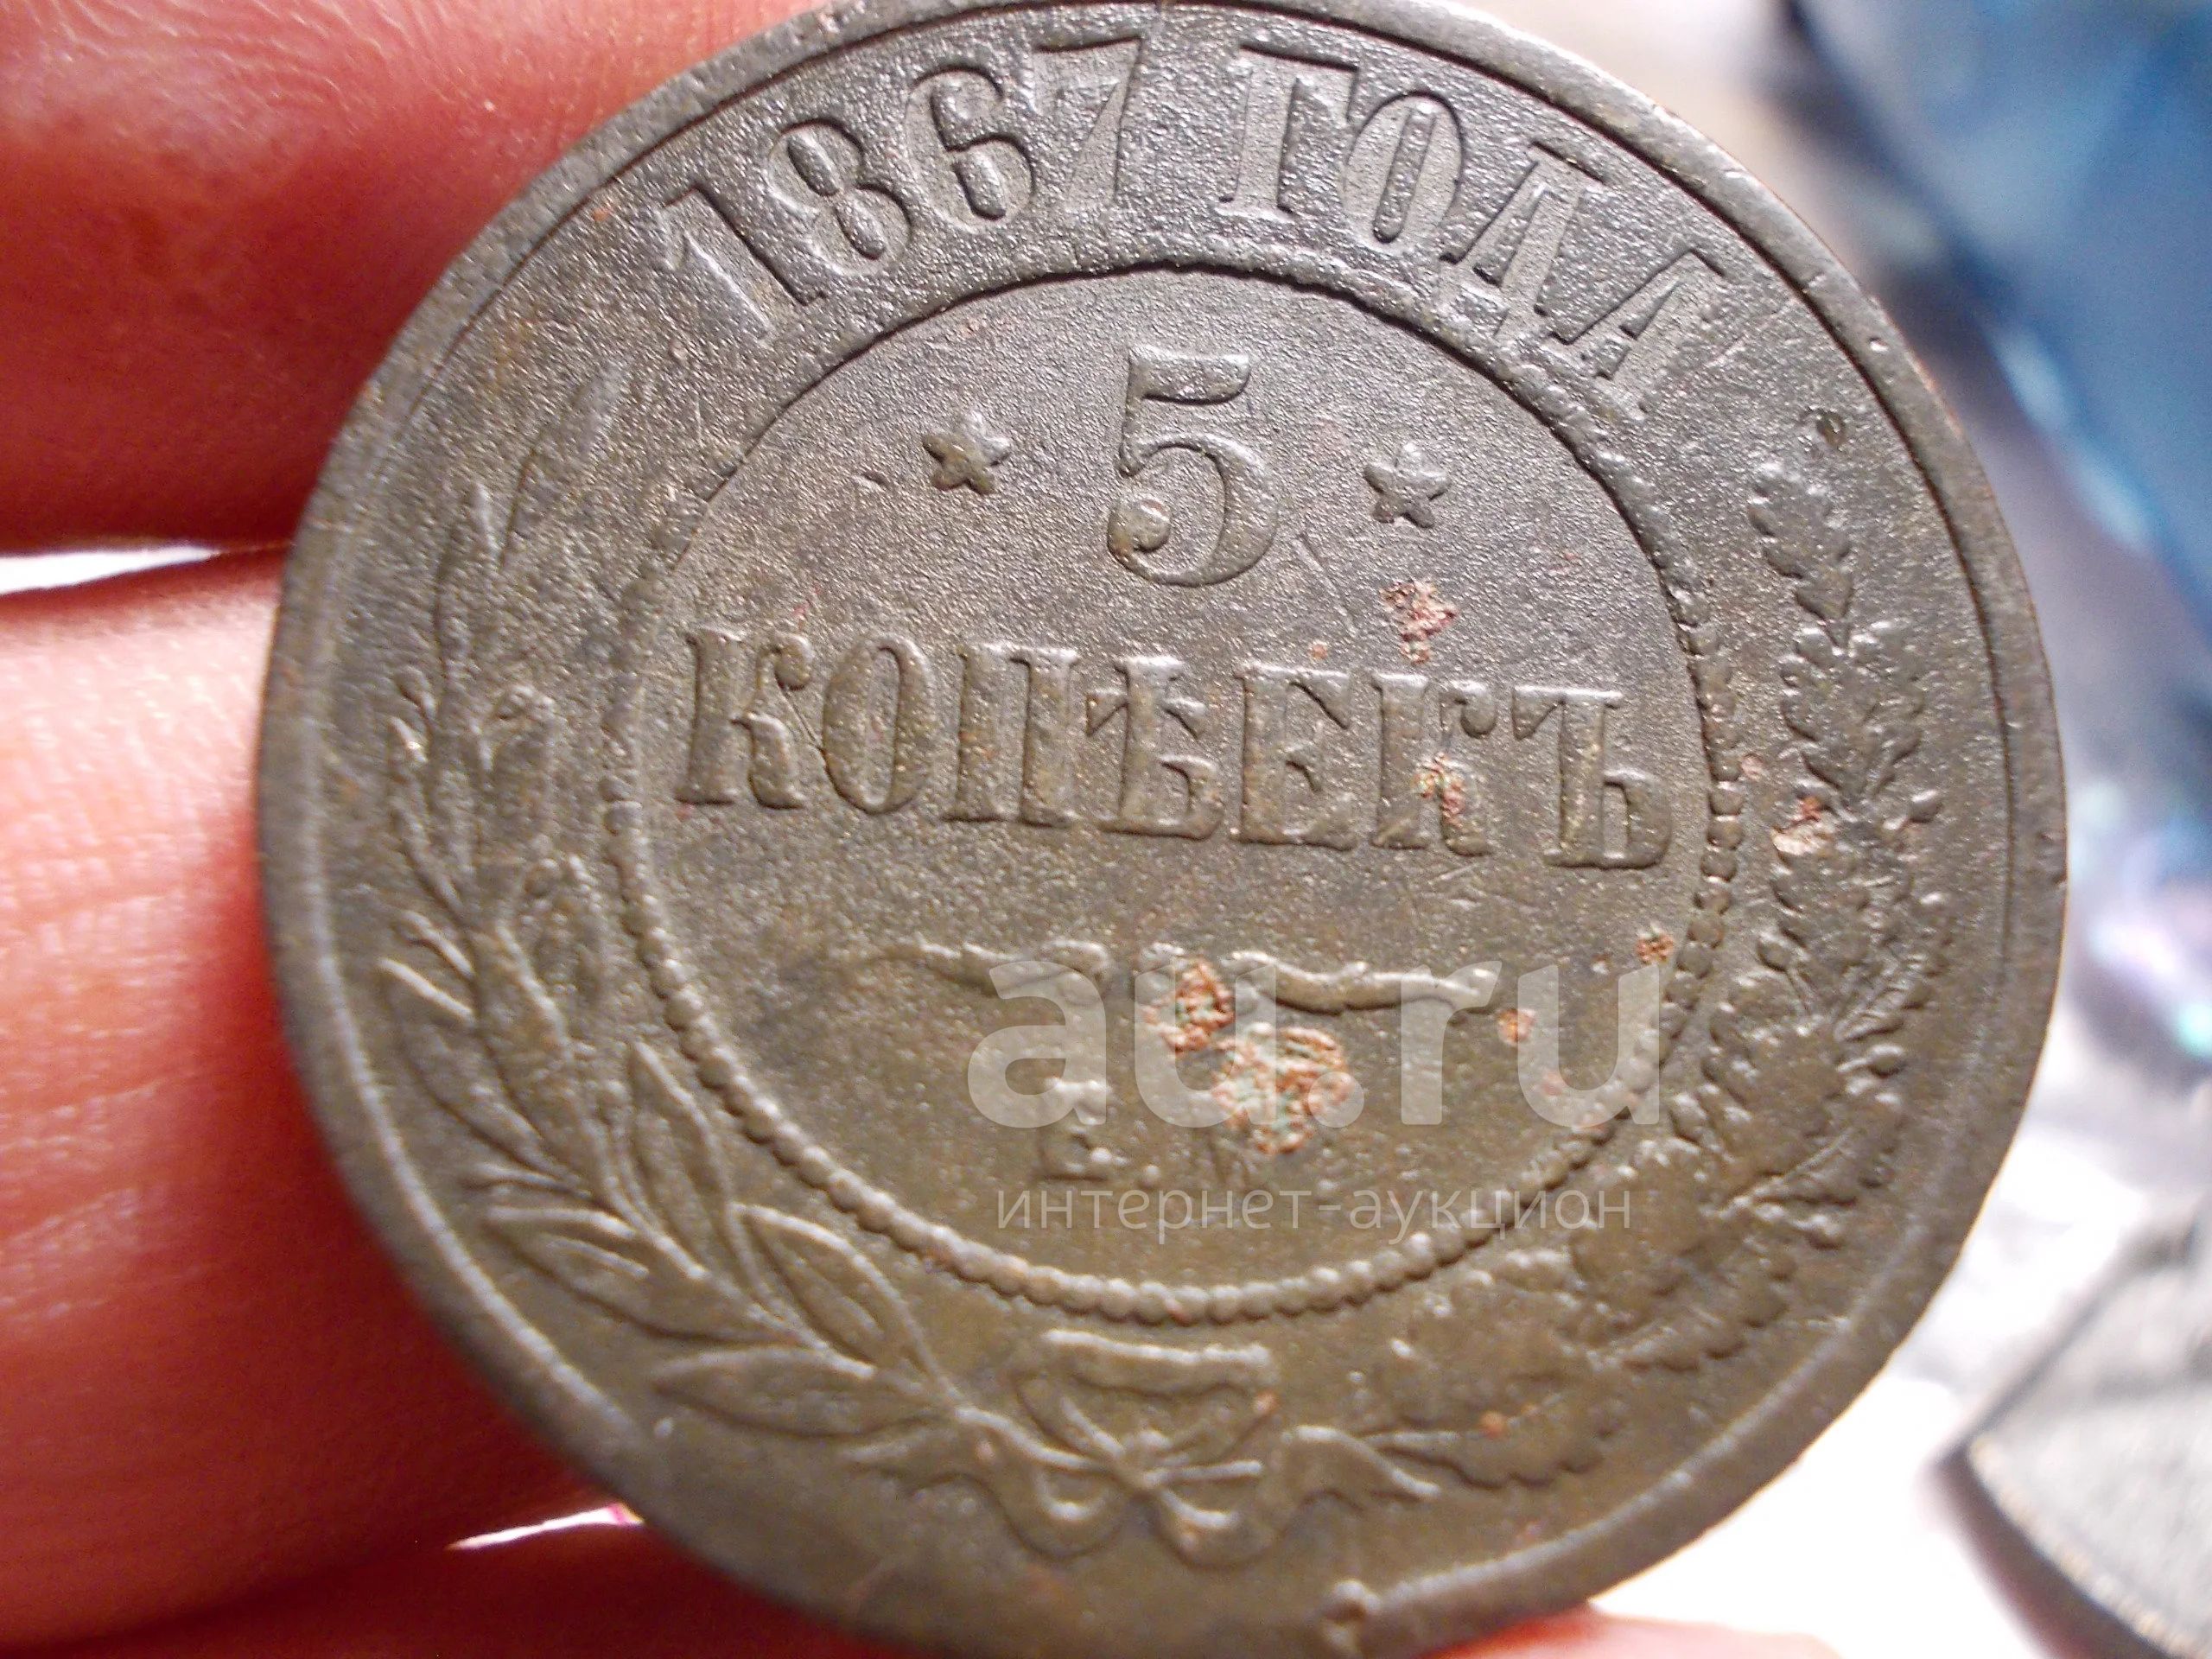 1867 ГОДА
5
КОПѢЕКЪ
au.ru
Е.
интернет-аукцион